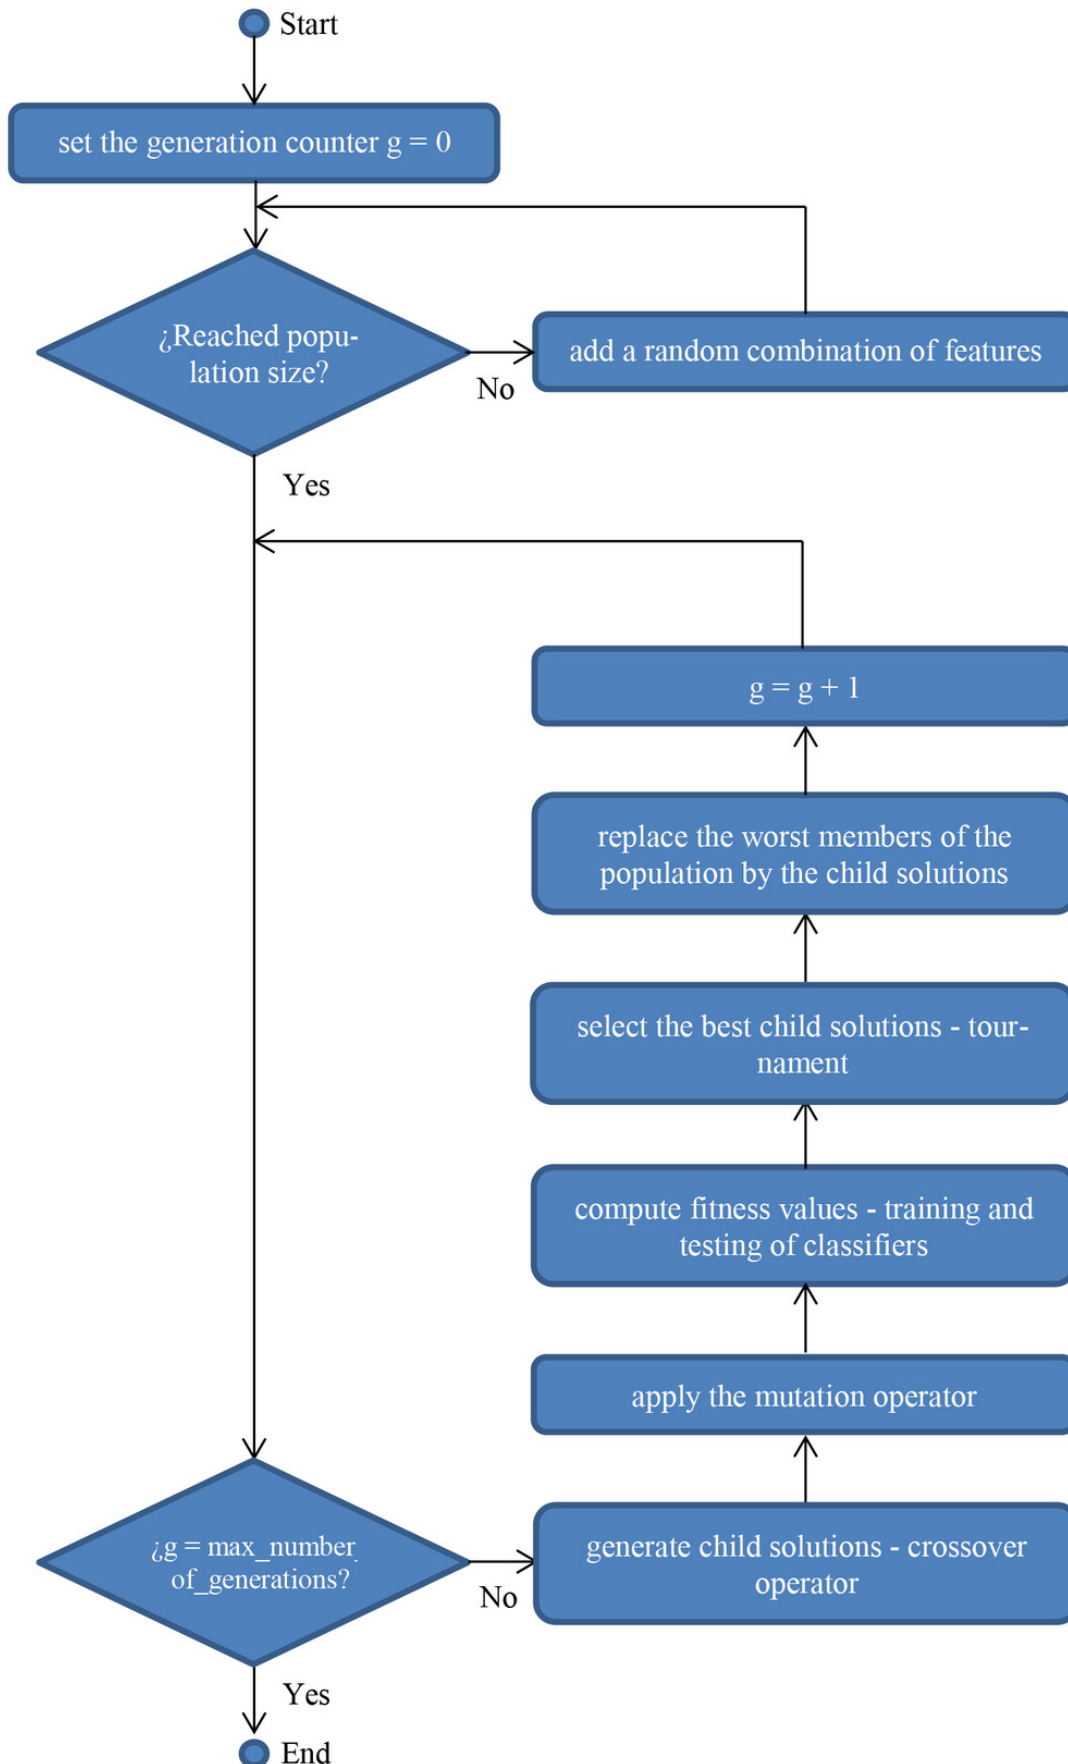 Start
set the generation counter g = 0
¿Reached popu-
lation size?
No
add a random combination of features
Yes
g = g + 1
replace the worst members of the
population by the child solutions
select the best child solutions - tour-
nament
compute fitness values - training and
testing of classifiers
apply the mutation operator
¿g = max_number_
of_generations?
No
generate child solutions - crossover
operator
Yes
End